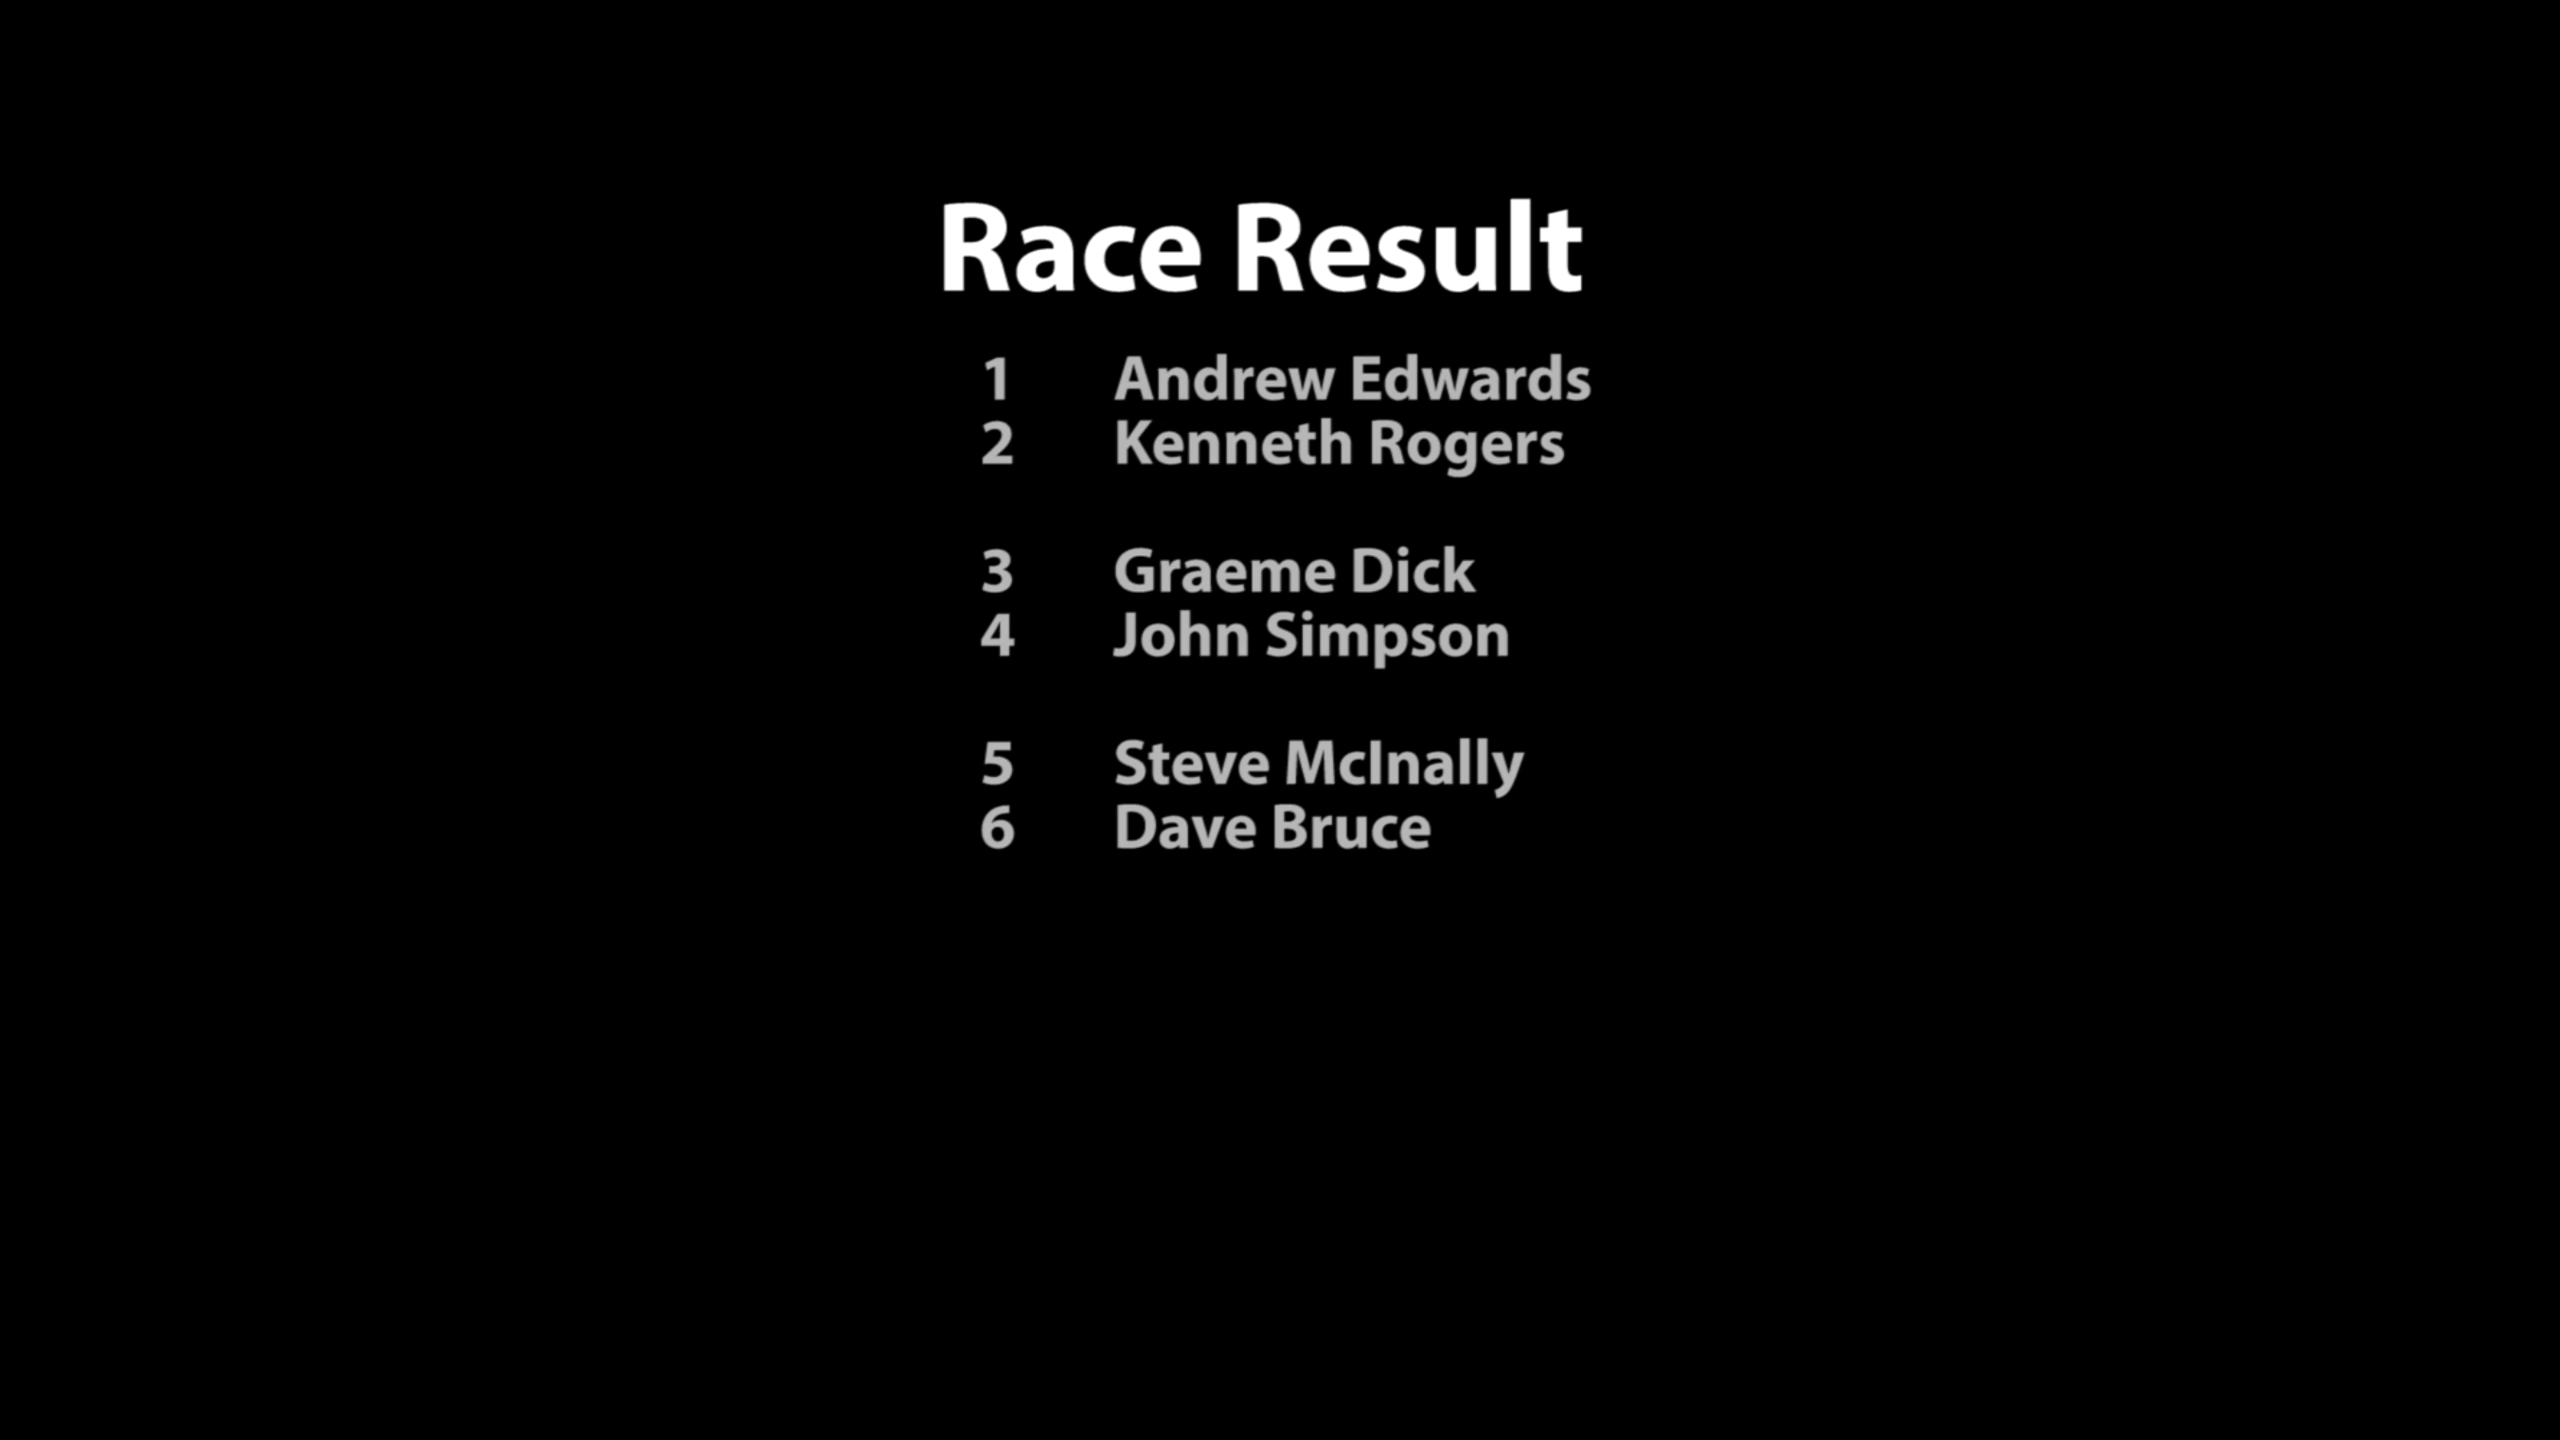 Race Result
1 Andrew Edwards
2 Kenneth Rogers
3 Graeme Dick
4 John Simpson
5 Steve McInally
6 Dave Bruce